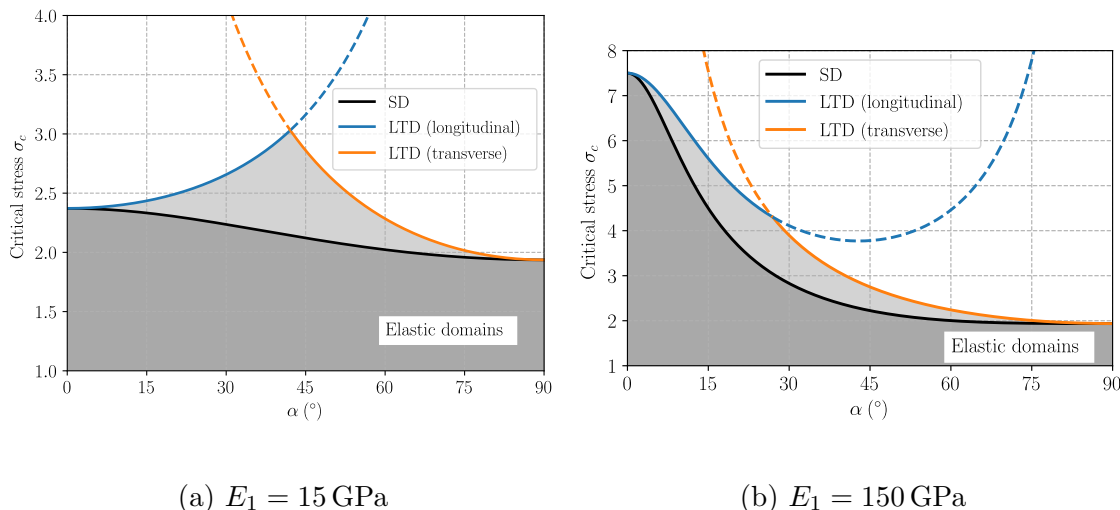 4.0
3.5
3.0
2.5
2.0
1.5
1.0
Critical stress σ_c
SD
LTD (longitudinal)
LTD (transverse)
Elastic domains
0 15 30 45 60 75 90
α (°)
(a) E₁ = 15 GPa
8
7
6
5
4
3
2
1
Critical stress σ_c
SD
LTD (longitudinal)
LTD (transverse)
Elastic domains
0 15 30 45 60 75 90
α (°)
(b) E₁ = 150 GPa